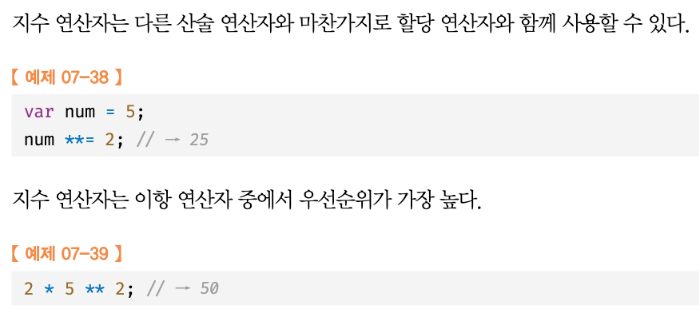 지수 연산자는 다른 산술 연산자와 마찬가지로 할당 연산자와 함께 사용할 수 있다.
【 예제 07-38 】
var num = 5;
num **= 2; // → 25
지수 연산자는 이항 연산자 중에서 우선순위가 가장 높다.
【 예제 07-39 】
2 * 5 ** 2; // → 50